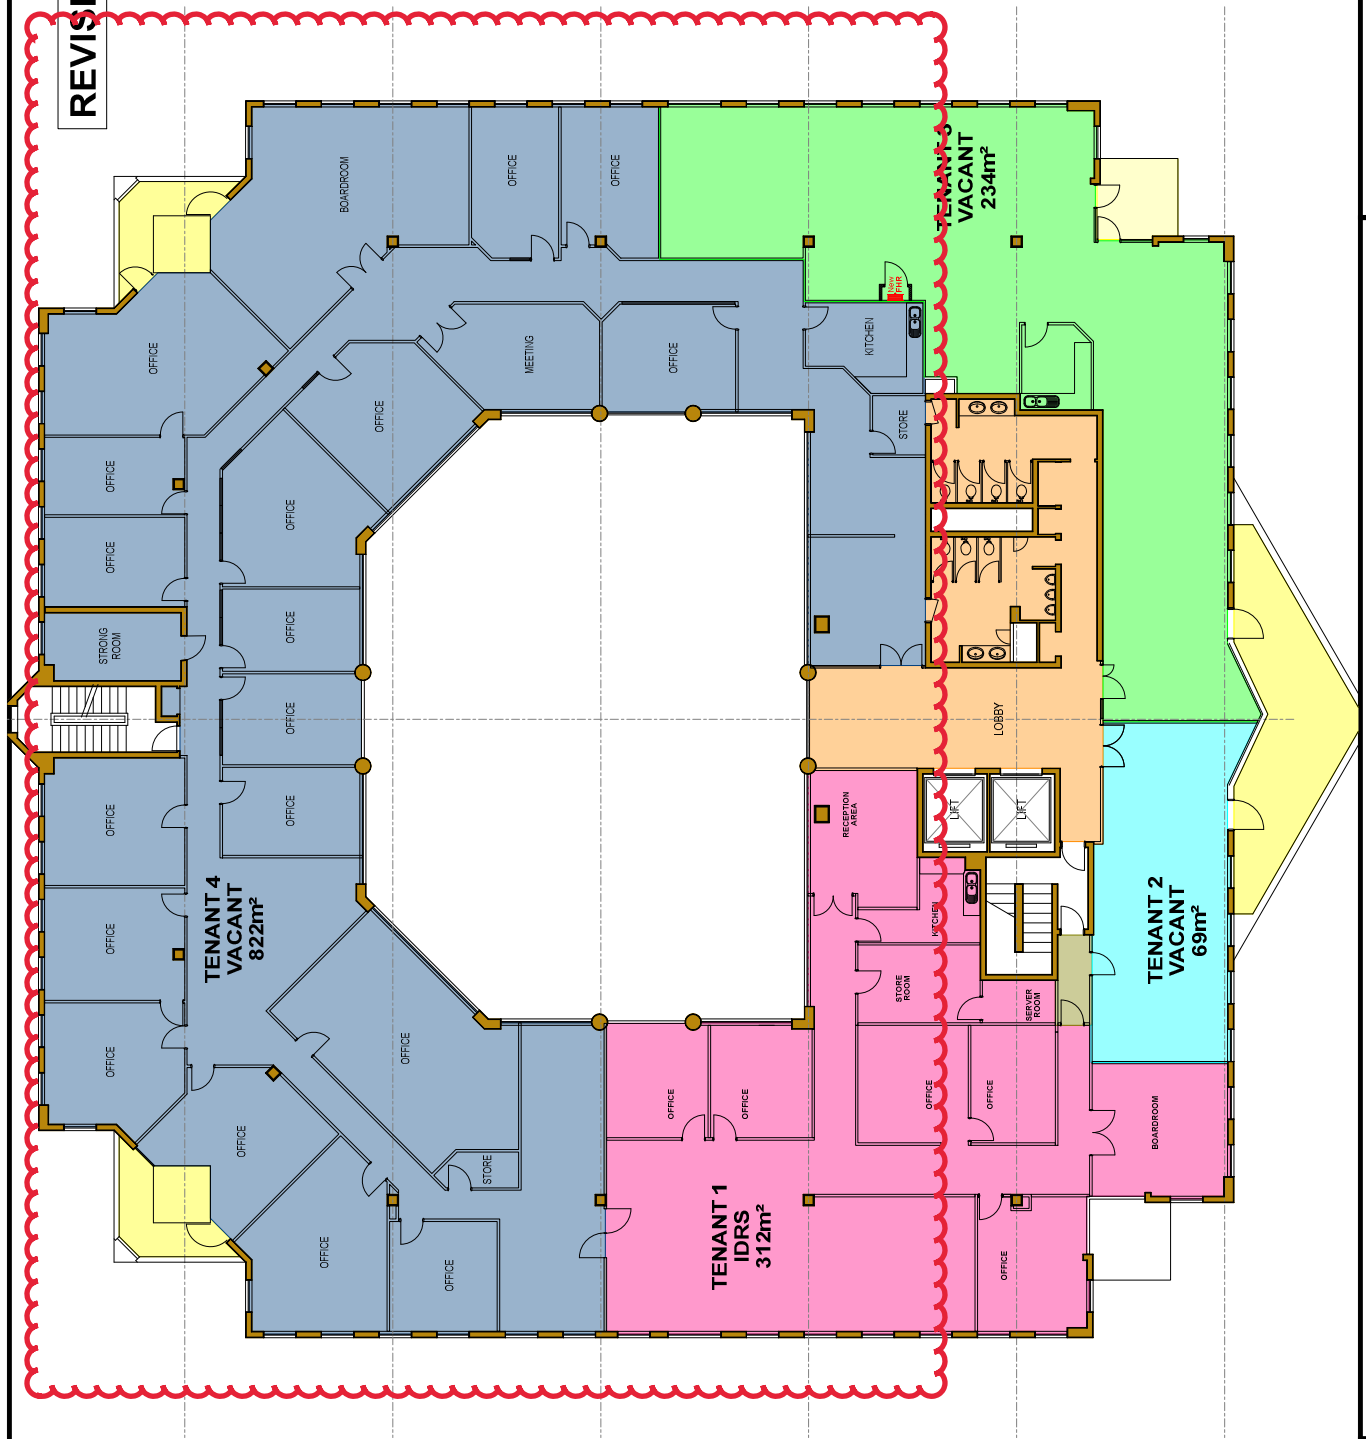 REVISI
BOARDROOM
OFFICE
OFFICE
TENANT 3
VACANT
234m²
New
FHR
OFFICE
MEETING
OFFICE
KITCHEN
OFFICE
STORE
OFFICE
OFFICE
OFFICE
OFFICE
STRONG
ROOM
OFFICE
LOBBY
OFFICE
OFFICE
OFFICE
RECEPTION
AREA
LIFT
LIFT
TENANT 4
VACANT
822m²
OFFICE
KITCHEN
TENANT 2
VACANT
69m²
STORE
ROOM
SERVER
ROOM
OFFICE
OFFICE
OFFICE
OFFICE
OFFICE
OFFICE
BOARDROOM
OFFICE
STORE
TENANT 1
IDRS
312m²
OFFICE
OFFICE
OFFICE